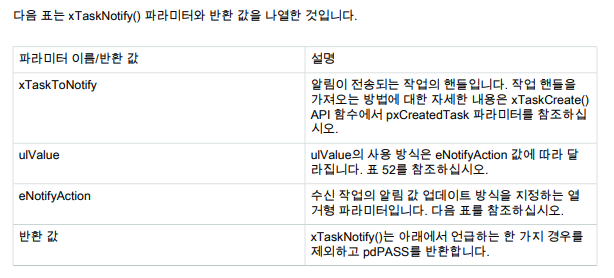 다음 표는 xTaskNotify() 파라미터와 반환 값을 나열한 것입니다.
파라미터 이름/반환 값
설명
xTaskToNotify
알림이 전송되는 작업의 핸들입니다. 작업 핸들을
가져오는 방법에 대한 자세한 내용은 xTaskCreate()
API 함수에서 pxCreatedTask 파라미터를 참조하십
시오.
ulValue
ulValue의 사용 방식은 eNotifyAction 값에 따라 달
라집니다. 표 52를 참조하십시오.
eNotifyAction
수신 작업의 알림 값 업데이트 방식을 지정하는 열
거형 파라미터입니다. 다음 표를 참조하십시오.
반환 값
xTaskNotify()는 아래에서 언급하는 한 가지 경우를
제외하고 pdPASS를 반환합니다.